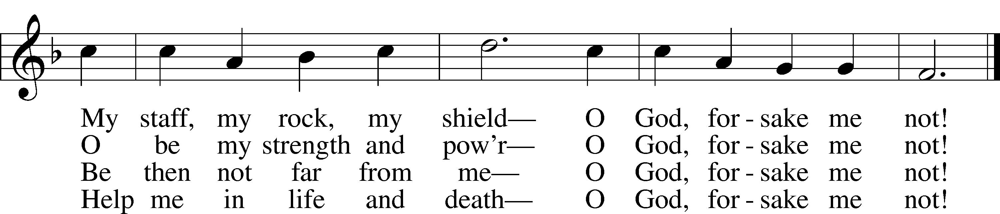 My staff, my rock, my shield— O God, for - sake me not!
O be my strength and pow'r— O God, for - sake me not!
Be then not far from me— O God, for - sake me not!
Help me in life and death— O God, for - sake me not!